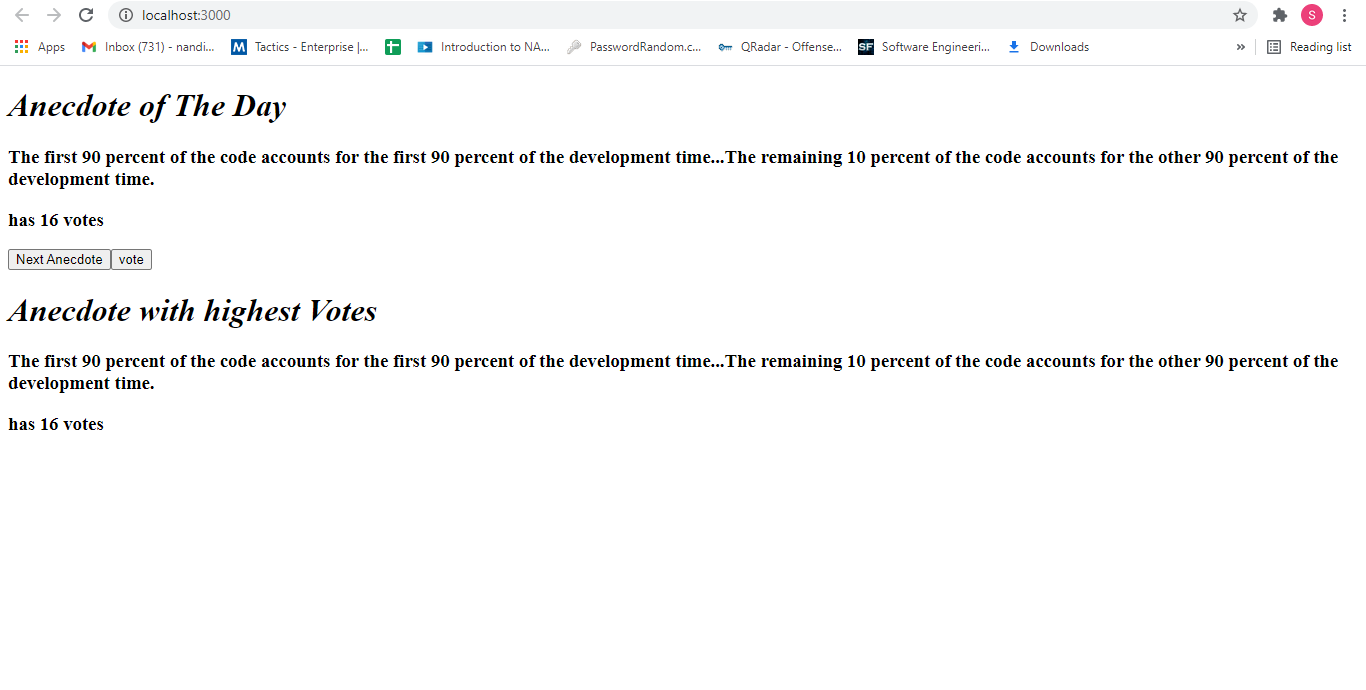 localhost:3000
S
Apps
Inbox (731) - nandi...
M
Tactics - Enterprise |...
Introduction to NA...
PasswordRandom.c...
QRadar - Offense...
SF
Software Engineeri...
Downloads
»
Reading list
Anecdote of The Day
The first 90 percent of the code accounts for the first 90 percent of the development time...The remaining 10 percent of the code accounts for the other 90 percent of the
development time.
has 16 votes
Next Anecdote vote
Anecdote with highest Votes
The first 90 percent of the code accounts for the first 90 percent of the development time...The remaining 10 percent of the code accounts for the other 90 percent of the
development time.
has 16 votes